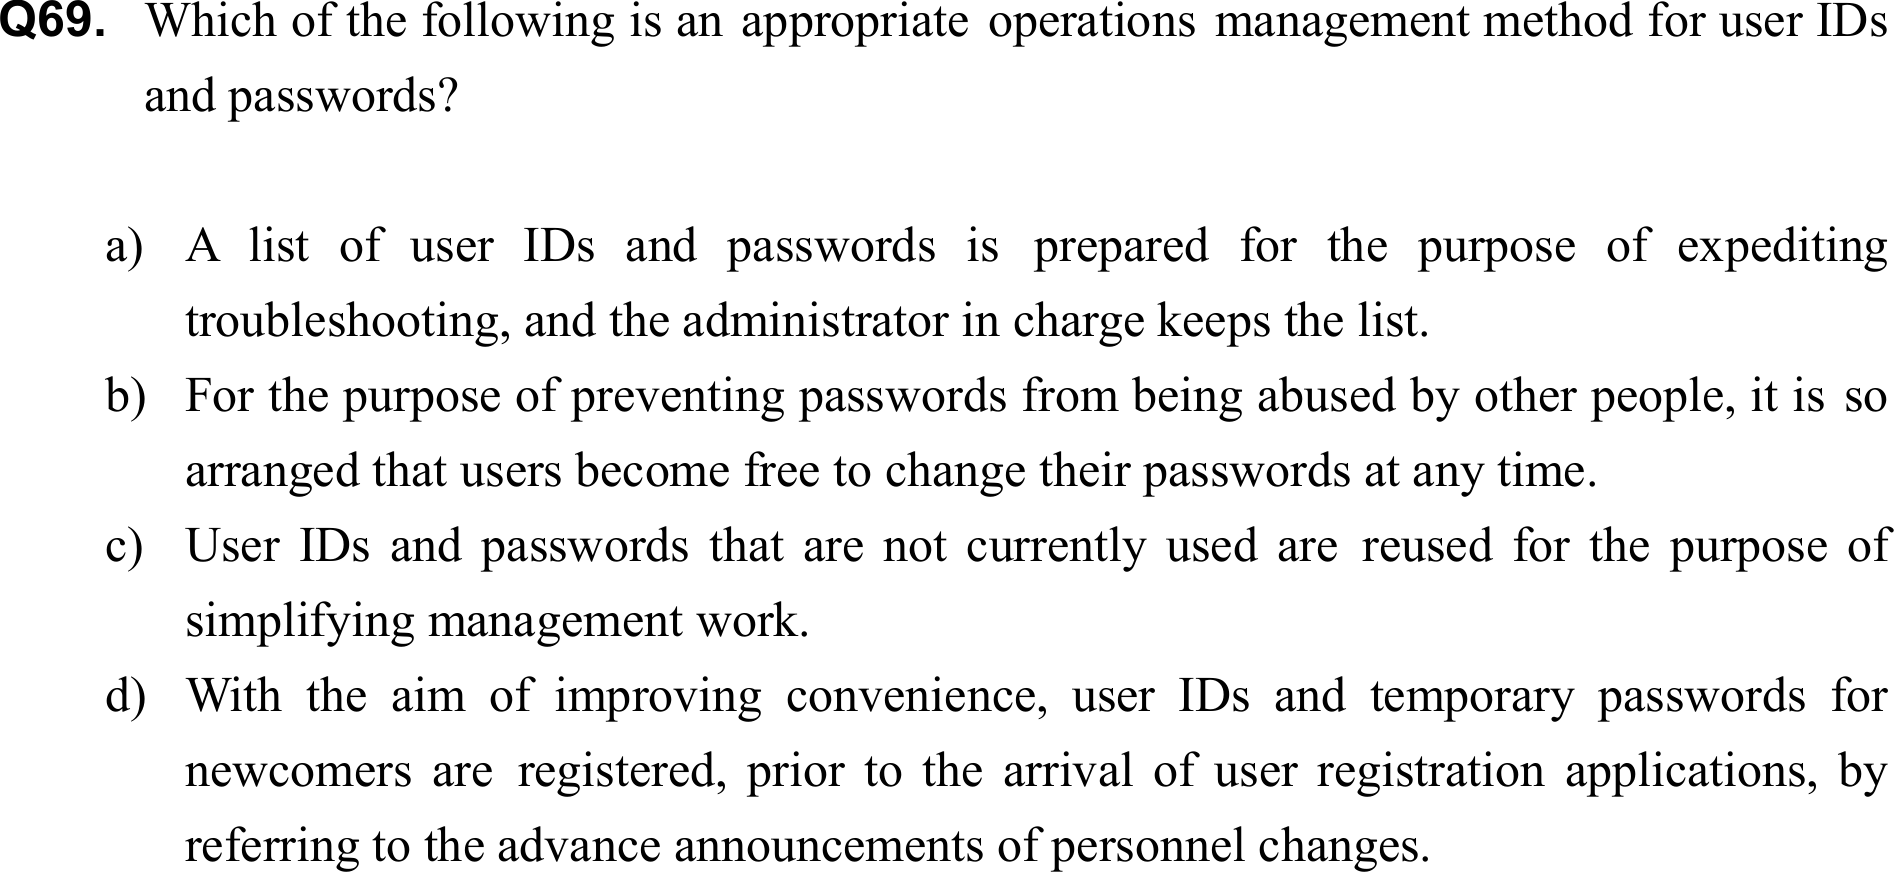 Q69. Which of the following is an appropriate operations management method for user IDs
and passwords?
a) A list of user IDs and passwords is prepared for the purpose of expediting
troubleshooting, and the administrator in charge keeps the list.
b) For the purpose of preventing passwords from being abused by other people, it is so
arranged that users become free to change their passwords at any time.
c) User IDs and passwords that are not currently used are reused for the purpose of
simplifying management work.
d) With the aim of improving convenience, user IDs and temporary passwords for
newcomers are registered, prior to the arrival of user registration applications, by
referring to the advance announcements of personnel changes.